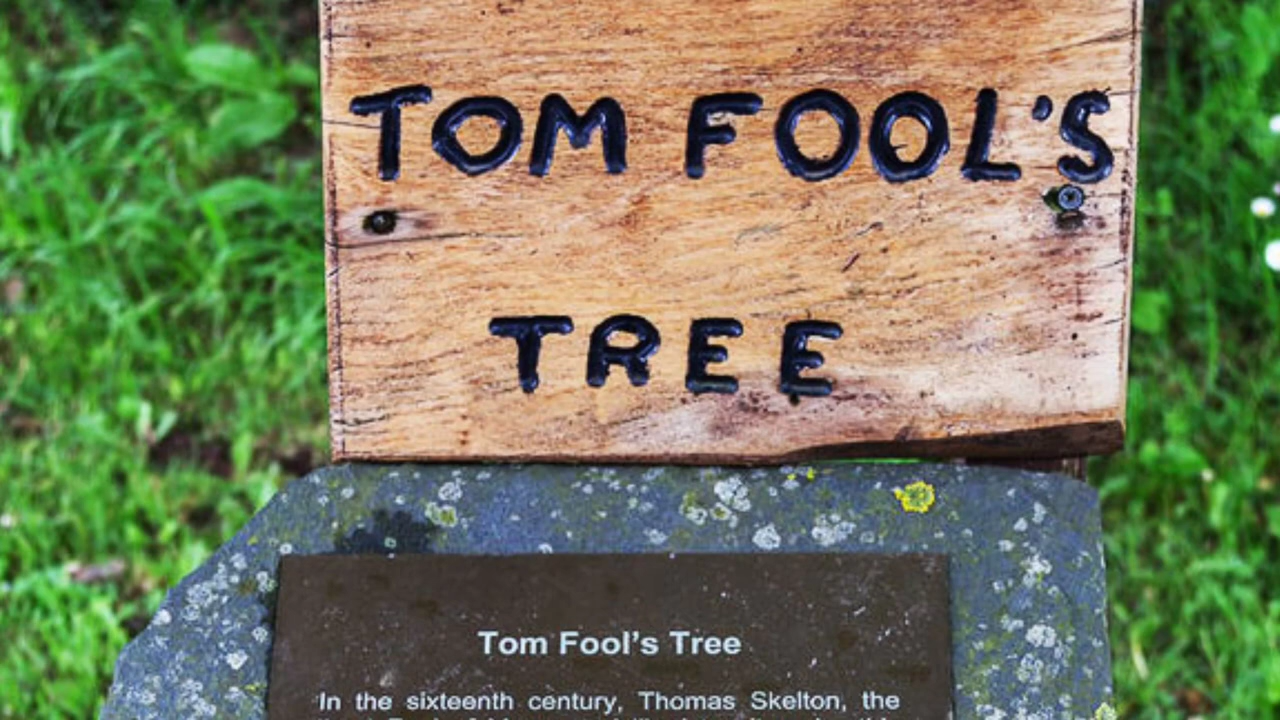 TOM FOOL'S
TREE
Tom Fool's Tree
In the sixteenth century, Thomas Skelton, the